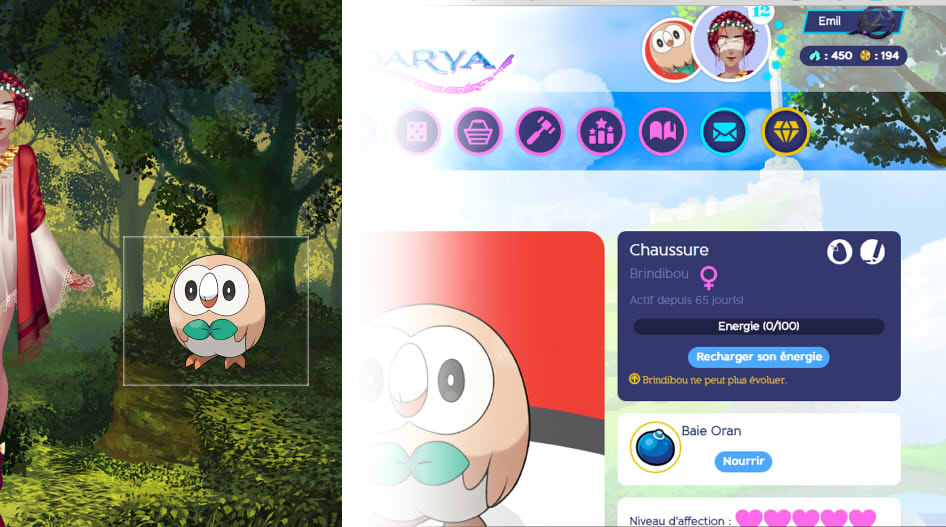 DARYA
12
Emil
: 450 : 194
Chaussure
Brindibou
Actif depuis 65 jour(s)
Energie (0/100)
Recharger son énergie
Brindibou ne peut plus évoluer.
Baie Oran
Nourrir
Niveau d'affection :